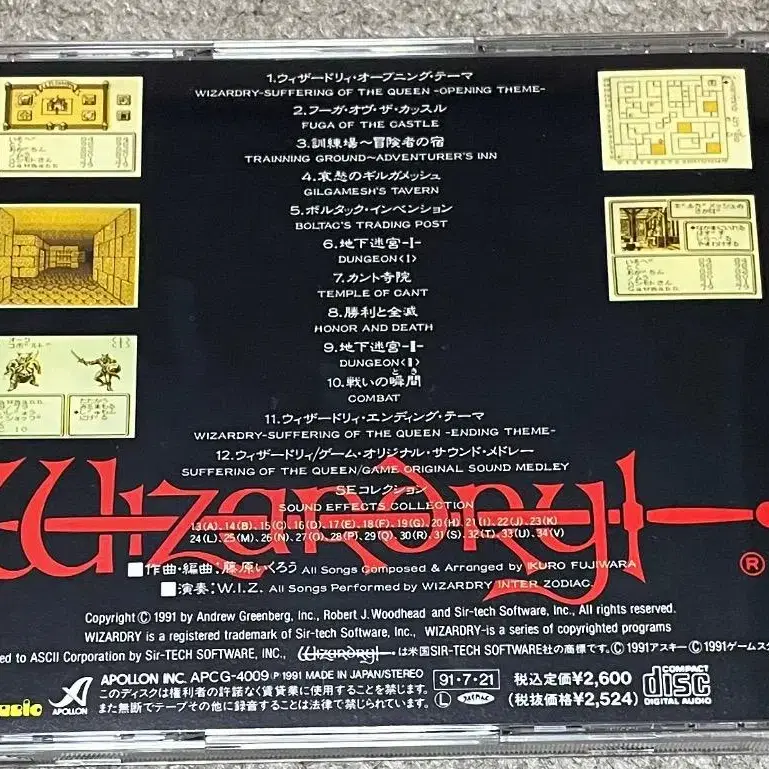 1.ウィザードリィ・オープニング・テーマ
WIZARDRY-SUFFERING OF THE QUEEN -OPENING THEME-
2.フーガ・オヴ・ザ・カッスル
FUGA OF THE CASTLE
3.訓練場〜冒険者の宿
TRAINNING GROUND~ADVENTURER'S INN
4.哀愁のギルガメッシュ
GILGAMESH'S TAVERN
5.ボルタック・インベンション
BOLTAC'S TRADING POST
6.地下迷宮-I-
DUNGEON〈I〉
7.カント寺院
TEMPLE OF CANT
8.勝利と全滅
HONOR AND DEATH
9.地下迷宮-II-
DUNGEON〈II〉
10.戦いの瞬間
とき
COMBAT
11.ウィザードリィ・エンディング・テーマ
WIZARDRY-SUFFERING OF THE QUEEN -ENDING THEME-
12.ウィザードリィ/ゲーム・オリジナル・サウンド・メドレー
SUFFERING OF THE QUEEN/GAME ORIGINAL SOUND MEDLEY
SEコレクション
SOUND EFFECTS COLLECTION
13(A)、14(B)、15(C)、16(D)、17(E)、18(F)、19(G)、20(H)、21(I)、22(J)、23(K)
24(L)、25(M)、26(N)、27(O)、28(P)、29(Q)、30(R)、31(S)、32(T)、33(U)、34(V)
Wizardry
®
■作曲・編曲:藤原いくろう All Songs Composed & Arranged by IKURO FUJIWARA
■演奏:W.I.Z. All Songs Performed by WIZARDRY INTER ZODIAC.
Copyright © 1991 by Andrew Greenberg, Inc., Robert J. Woodhead and Sir-tech Software, Inc., All rights reserved.
WIZARDRY is a registered trademark of Sir-tech Software, Inc., WIZARDRY-is a series of copyrighted programs
ed to ASCII Corporation by Sir-TECH SOFTWARE, INC., Wizardryは米国SIR-TECH SOFTWARE社の商標です。©1991アスキー ©1991ゲームスタ
APOLLON INC. APCG-4009 Ⓟ1991 MADE IN JAPAN/STEREO
このディスクは権利者の許諾なく賃貸業に使用することを禁じます。
また無断でテープその他に録音することは法律で禁じられています。
APOLLON
91・7・21
Ⓛ JASRAC
税込定価¥2,600
(税抜価格¥2,524)
COMPACT
disc
DIGITAL AUDIO